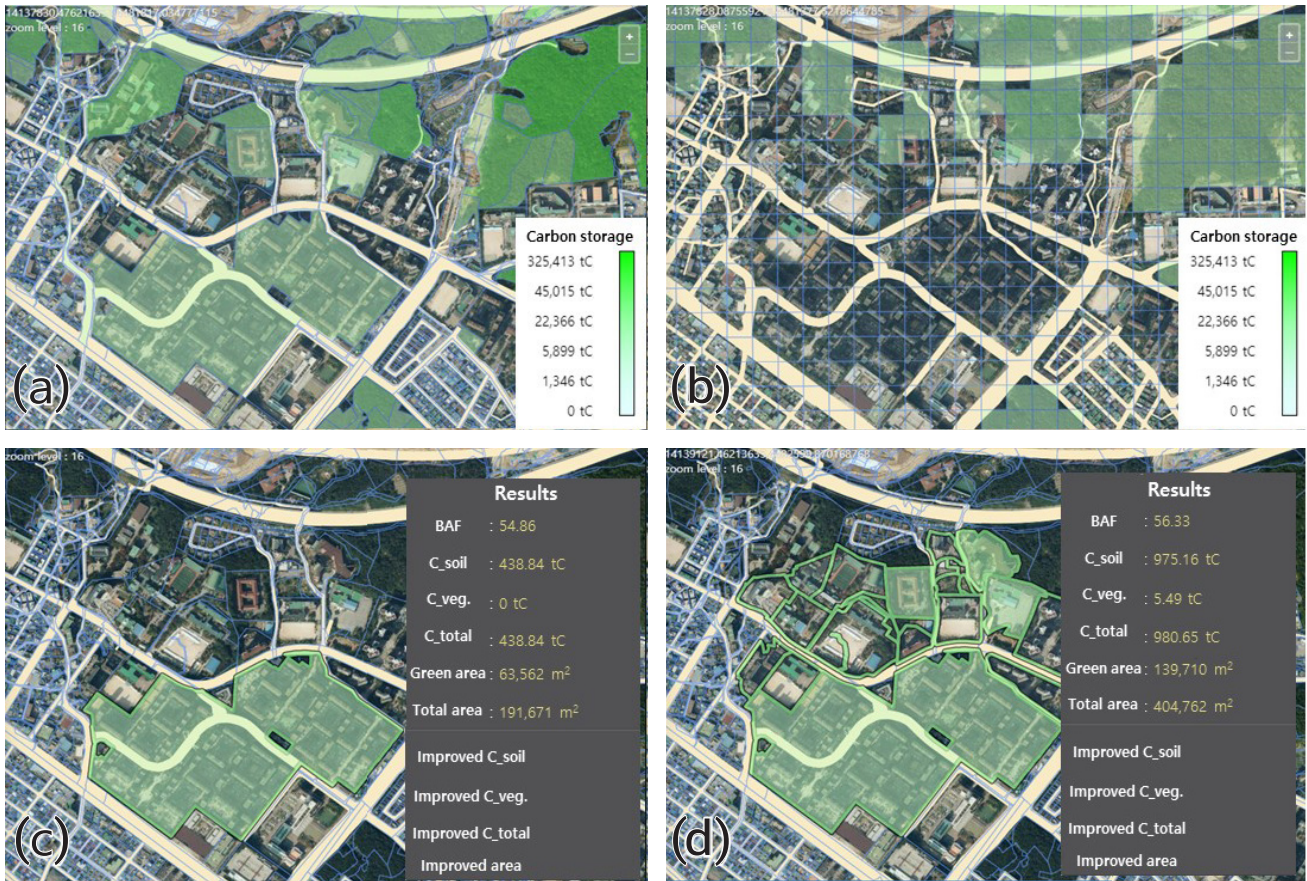 zoom level : 16
+
−
Carbon storage
325,413 tC
45,015 tC
22,366 tC
5,899 tC
1,346 tC
0 tC
(a)
zoom level : 16
+
−
Carbon storage
325,413 tC
45,015 tC
22,366 tC
5,899 tC
1,346 tC
0 tC
(b)
zoom level : 16
Results
BAF : 54.86
C_soil : 438.84 tC
C_veg. : 0 tC
C_total : 438.84 tC
Green area : 63,562 m²
Total area : 191,671 m²
Improved C_soil
Improved C_veg.
Improved C_total
Improved area
(c)
zoom level : 16
Results
BAF : 56.33
C_soil : 975.16 tC
C_veg. : 5.49 tC
C_total : 980.65 tC
Green area : 139,710 m²
Total area : 404,762 m²
Improved C_soil
Improved C_veg.
Improved C_total
Improved area
(d)